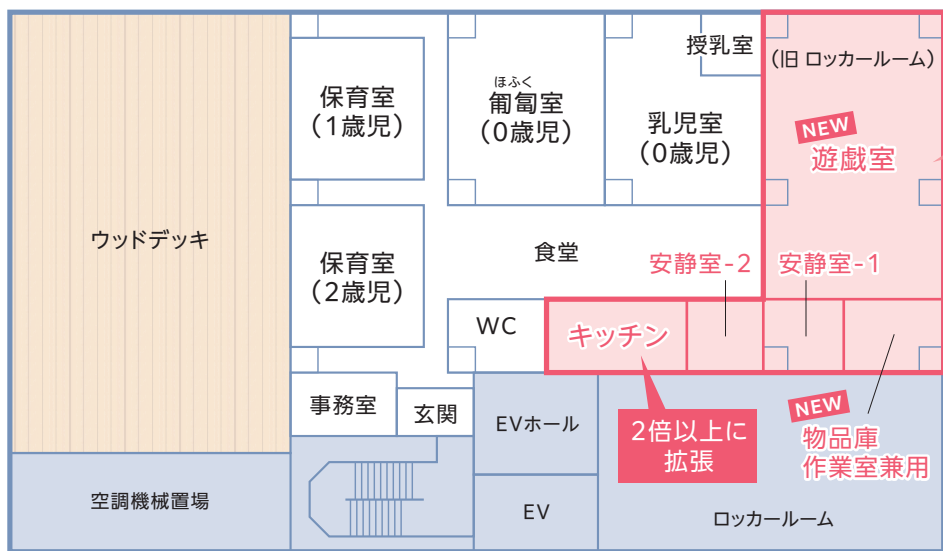 授乳室
(旧 ロッカールーム)
保育室
(1歳児)
ほふく
匍匐室
(0歳児)
乳児室
(0歳児)
NEW
遊戯室
ウッドデッキ
保育室
(2歳児)
食堂
安静室-2
安静室-1
WC
キッチン
事務室
玄関
EVホール
2倍以上に
拡張
NEW
物品庫
作業室兼用
空調機械置場
EV
ロッカールーム